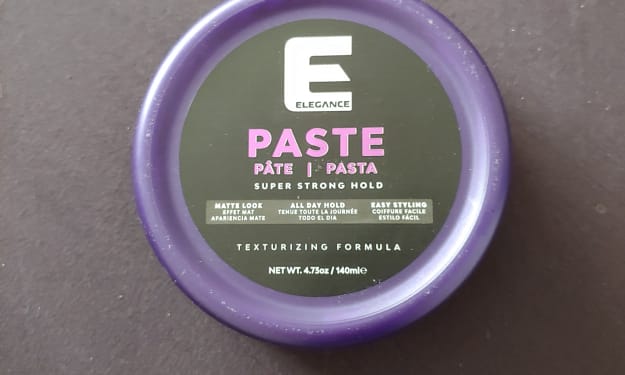 E
ELEGANCE
PASTE
PÂTE | PASTA
SUPER STRONG HOLD
MATTE LOOK
EFFET MAT
APARIENCIA MATE
ALL DAY HOLD
TENUE TOUTE LA JOURNÉE
TODO EL DIA
EASY STYLING
COIFFURE FACILE
ESTILO FÁCIL
TEXTURIZING FORMULA
NET WT. 4.73oz / 140ml℮